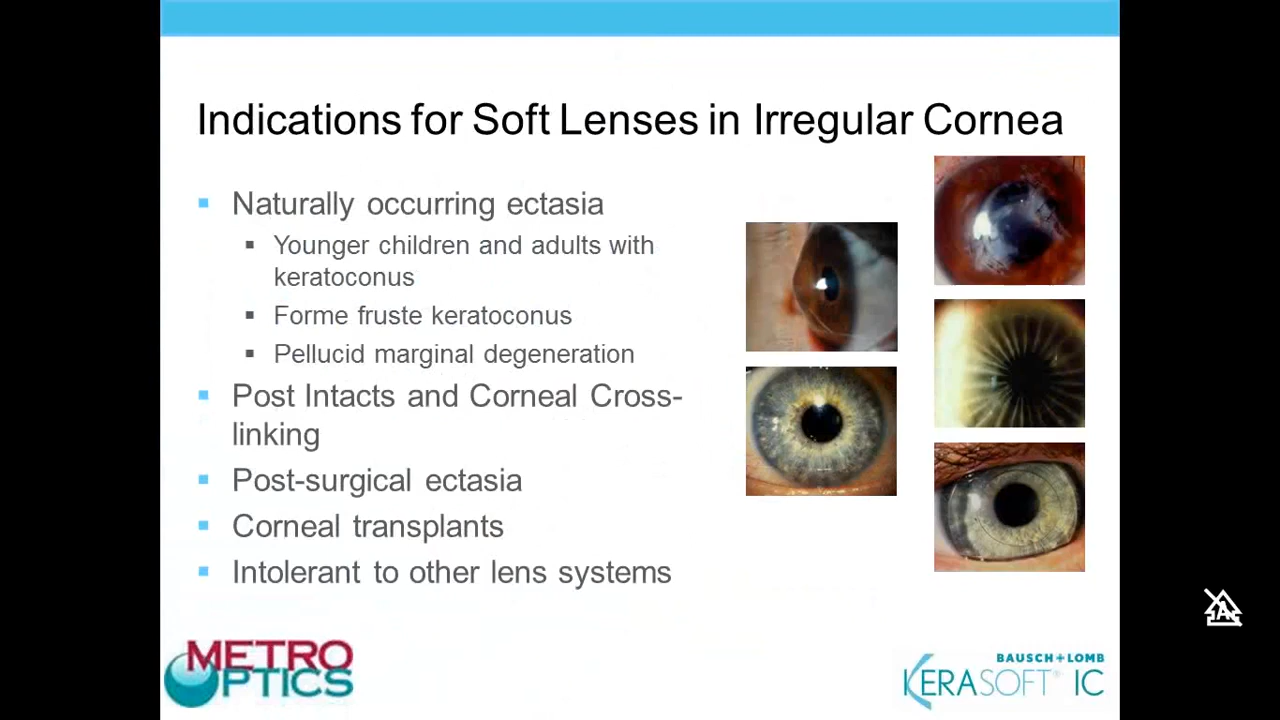 Indications for Soft Lenses in Irregular Cornea
Naturally occurring ectasia
Younger children and adults with
keratoconus
Forme fruste keratoconus
Pellucid marginal degeneration
Post Intacts and Corneal Cross-
linking
Post-surgical ectasia
Corneal transplants
Intolerant to other lens systems
METRO
OPTICS
BAUSCH + LOMB
KERASOFT® IC
A